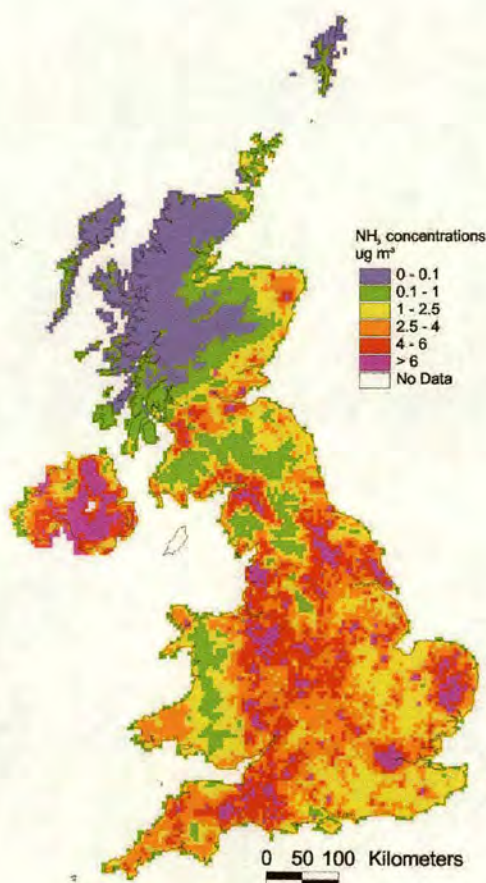 NH₃ concentrations
ug m³
0 - 0.1
0.1 - 1
1 - 2.5
2.5 - 4
4 - 6
> 6
No Data
0 50 100 Kilometers